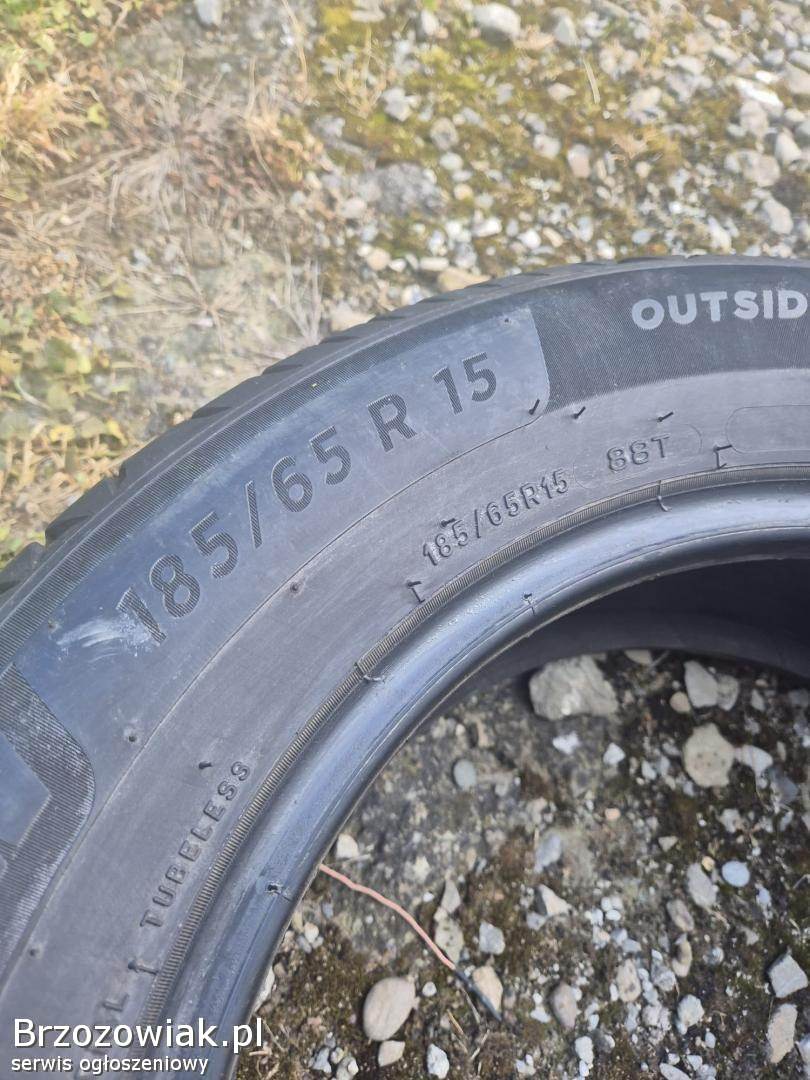 OUTSID
185/65 R 15
185/65R15 88T
TUBELESS
Brzozowiak.pl
serwis ogłoszeniowy